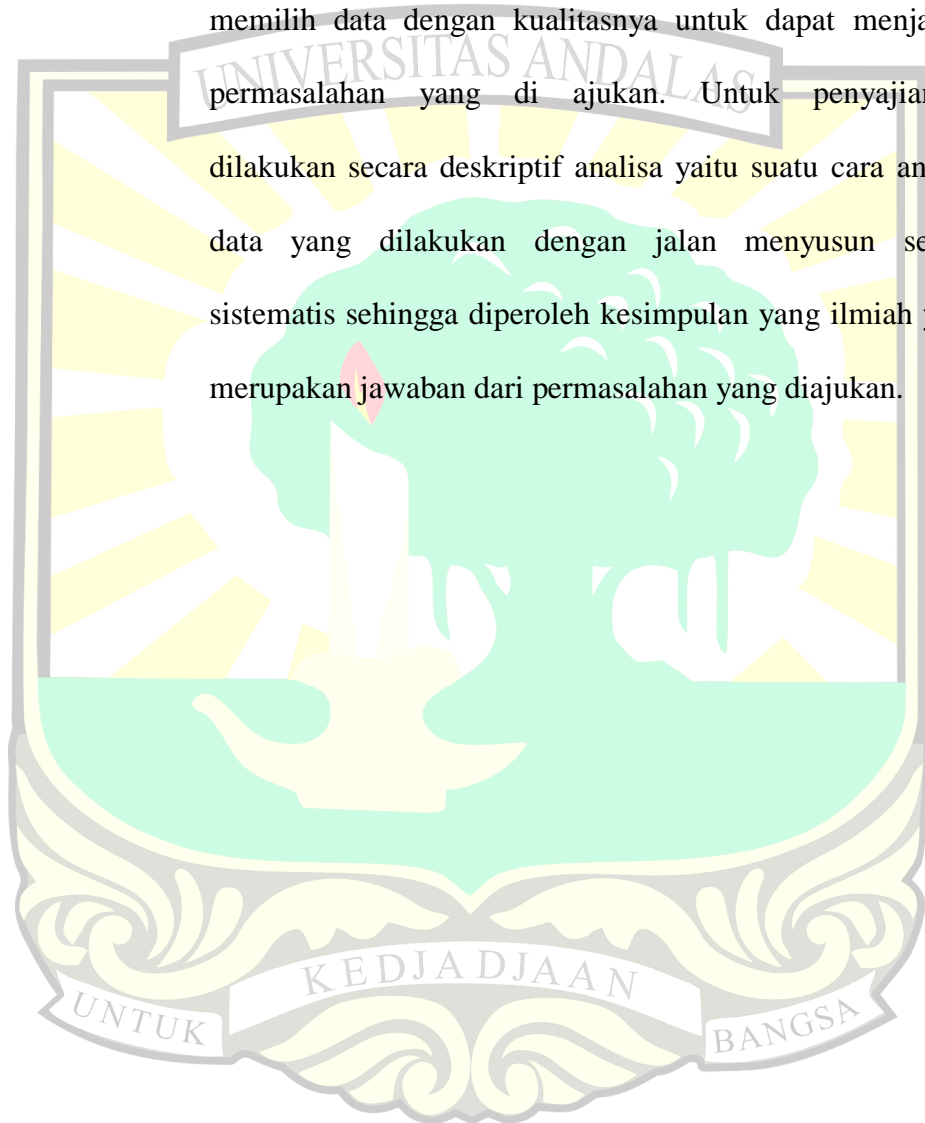 memilih data dengan kualitasnya untuk dapat menja
UNIVERSITAS ANDALAS
permasalahan yang di ajukan. Untuk penyajian
dilakukan secara deskriptif analisa yaitu suatu cara an
data yang dilakukan dengan jalan menyusun se
sistematis sehingga diperoleh kesimpulan yang ilmiah y
merupakan jawaban dari permasalahan yang diajukan.
KEDJADJAAN
UNTUK
BANGSA